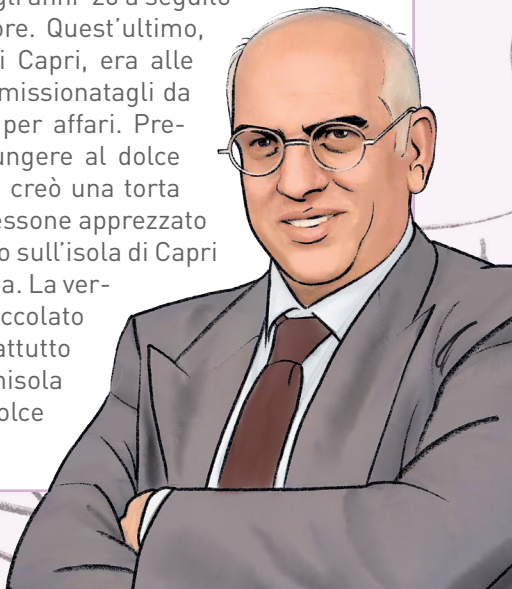 gli anni ’20 a seguito
ore. Quest’ultimo,
i Capri, era alle
missionatagli da
per affari. Pre-
ungere al dolce
creò una torta
essone apprezzato
o sull’isola di Capri
a. La ver-
ccolato
attutto
nisola
olce